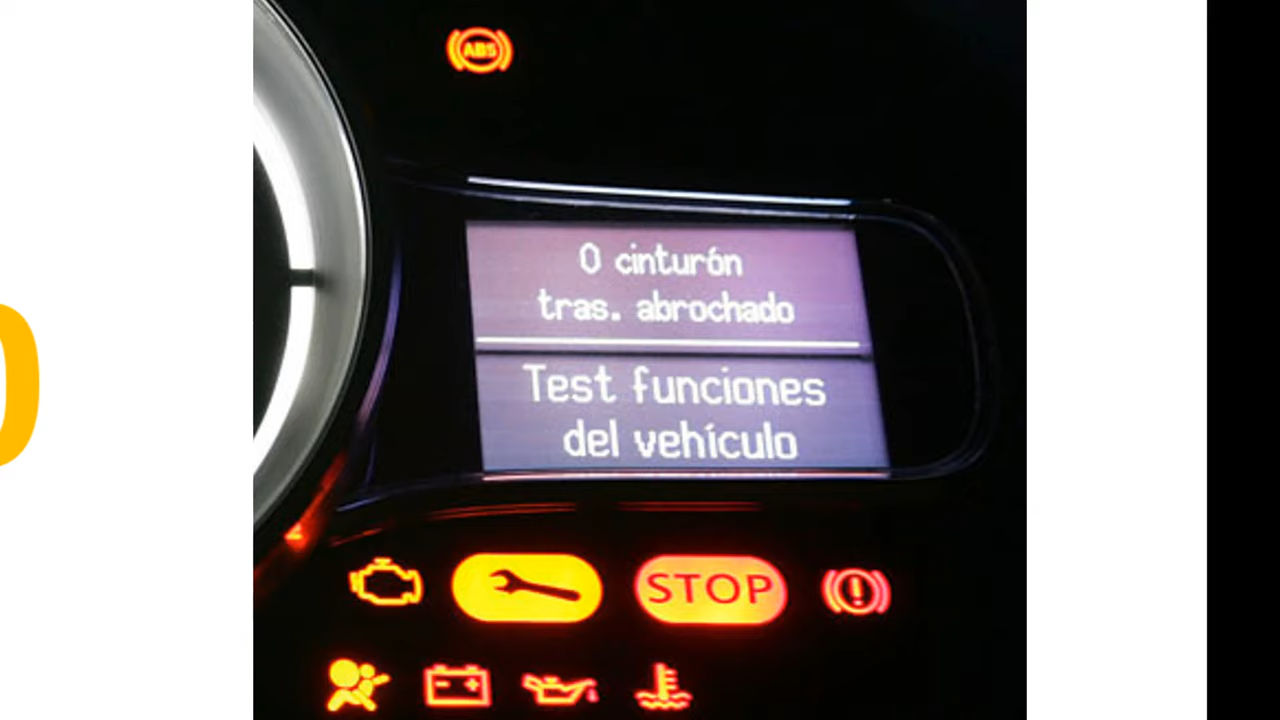 ABS
0 cinturón
tras. abrochado
Test funciones
del vehículo
STOP